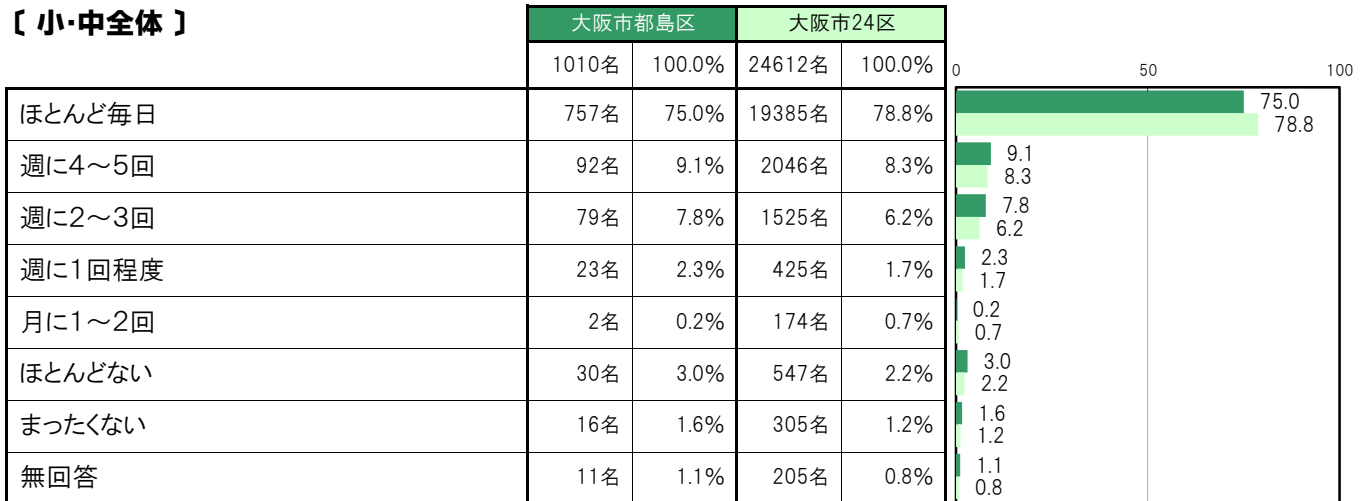 〔 小・中全体 〕
大阪市都島区 大阪市24区
1010名 100.0% 24612名 100.0%
0 50 100
ほとんど毎日 757名 75.0% 19385名 78.8% 75.0
78.8
週に4～5回 92名 9.1% 2046名 8.3% 9.1
8.3
週に2～3回 79名 7.8% 1525名 6.2% 7.8
6.2
週に1回程度 23名 2.3% 425名 1.7% 2.3
1.7
月に1～2回 2名 0.2% 174名 0.7% 0.2
0.7
ほとんどない 30名 3.0% 547名 2.2% 3.0
2.2
まったくない 16名 1.6% 305名 1.2% 1.6
1.2
無回答 11名 1.1% 205名 0.8% 1.1
0.8